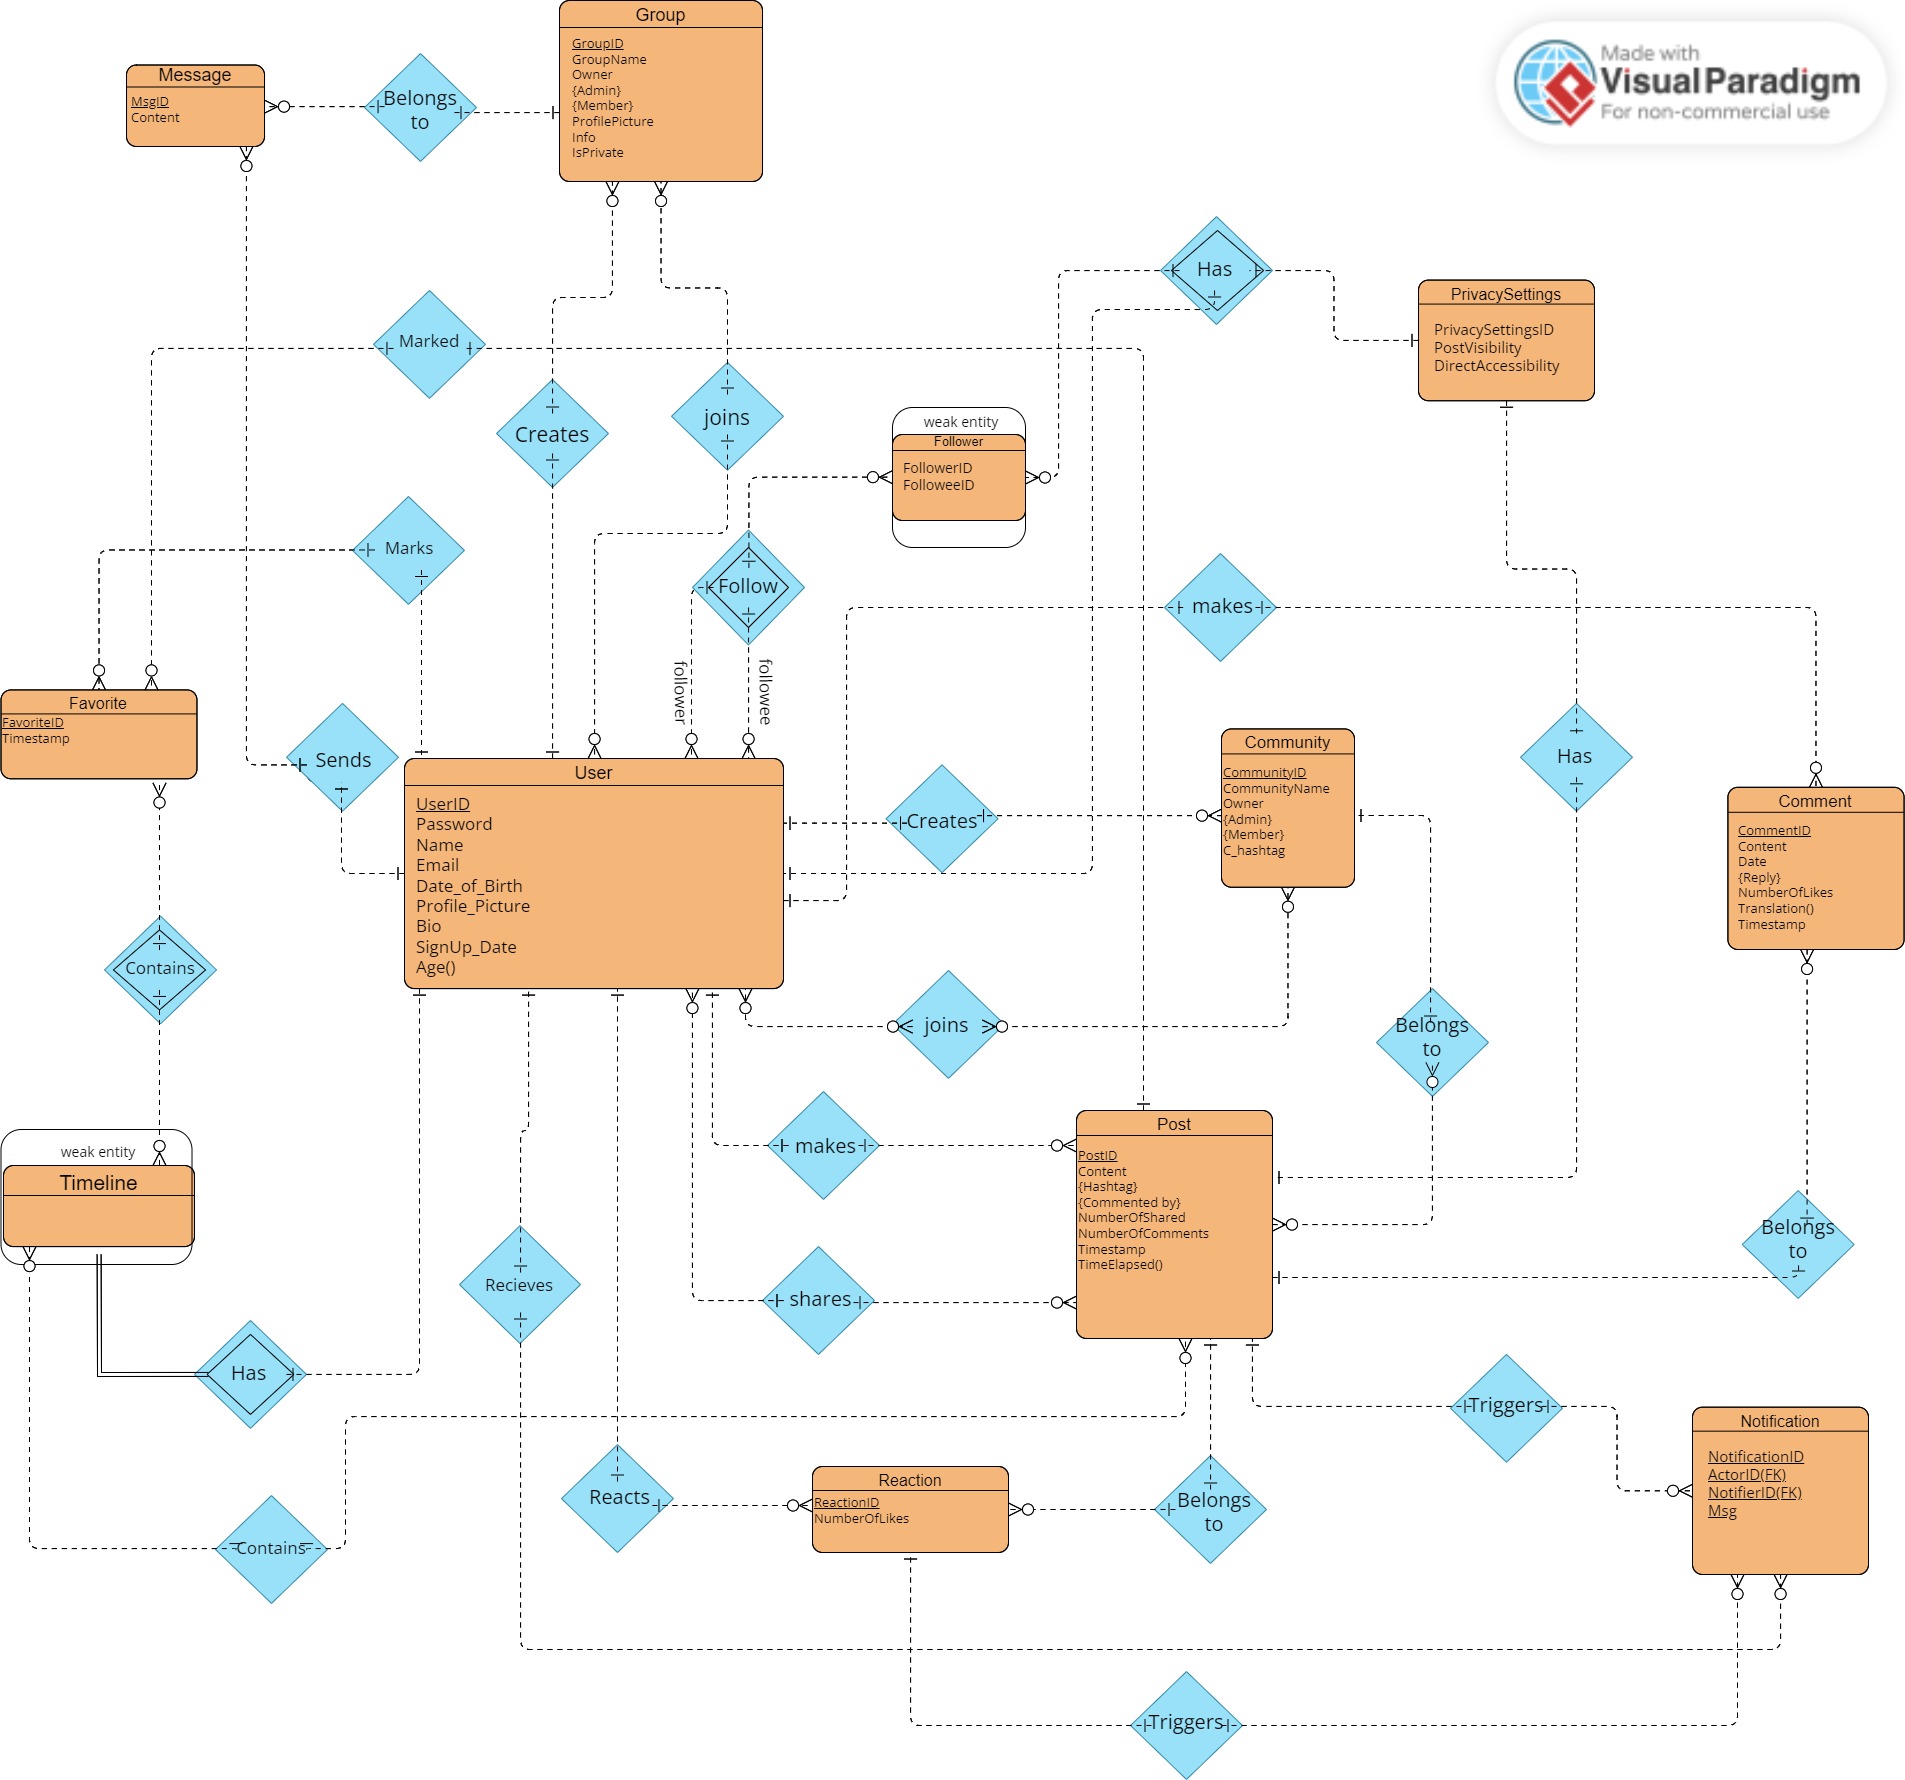 Group
GroupID
GroupName
Owner
{Admin}
{Member}
ProfilePicture
Info
IsPrivate
Made with
Visual Paradigm
For non-commercial use
Message
MsgID
Content
Belongs
to
Has
PrivacySettings
PrivacySettingsID
PostVisibility
DirectAccessibility
Marked
Creates
joins
weak entity
Follower
FollowerID
FolloweeID
Marks
Follow
makes
follower
followee
Favorite
FavoriteID
Timestamp
Sends
User
UserID
Password
Name
Email
Date_of_Birth
Profile_Picture
Bio
SignUp_Date
Age()
Creates
Community
CommunityID
CommunityName
Owner
{Admin}
{Member}
C_hashtag
Has
Comment
CommentID
Content
Date
{Reply}
NumberOfLikes
Translation()
Timestamp
Contains
joins
Belongs
to
weak entity
Timeline
makes
Post
PostID
Content
{Hashtag}
{Commented by}
NumberOfShared
NumberOfComments
Timestamp
TimeElapsed()
Belongs
to
Recieves
shares
Has
Triggers
Notification
NotificationID
ActorID(FK)
NotifierID(FK)
Msg
Reacts
Reaction
ReactionID
NumberOfLikes
Belongs
to
Contains
Triggers